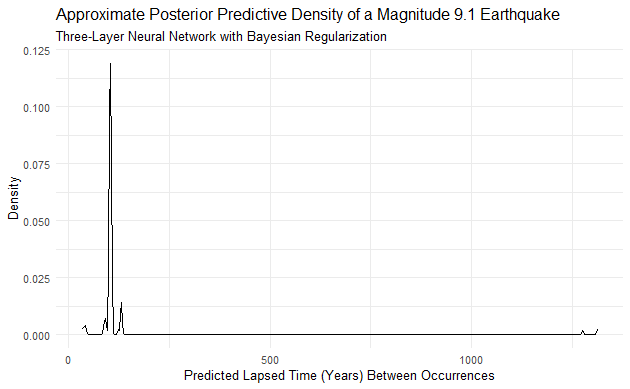 Approximate Posterior Predictive Density of a Magnitude 9.1 Earthquake
Three-Layer Neural Network with Bayesian Regularization
0.125
0.100
0.075
0.050
0.025
0.000
Density
0
500
1000
Predicted Lapsed Time (Years) Between Occurrences